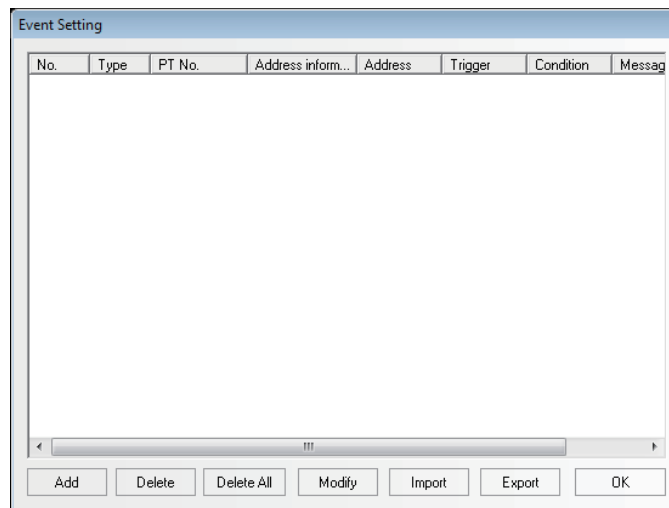 Event Setting
No. Type PT No. Address inform... Address Trigger Condition Messag
Add Delete Delete All Modify Import Export OK